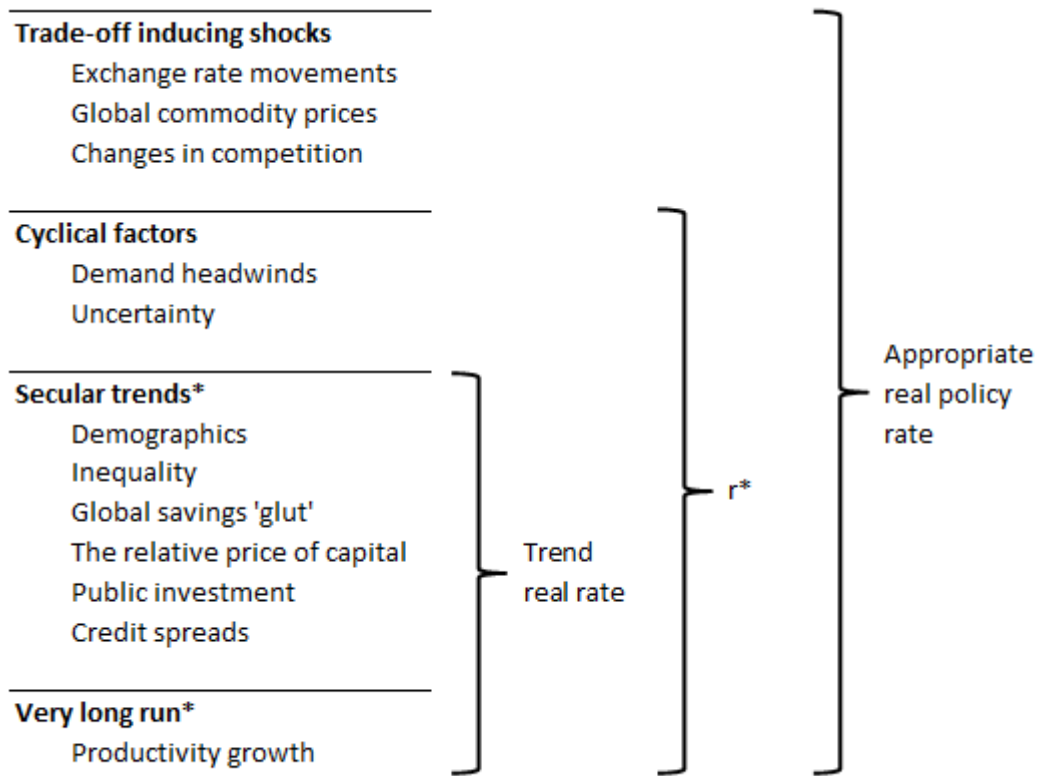 Trade-off inducing shocks
Exchange rate movements
Global commodity prices
Changes in competition
Cyclical factors
Demand headwinds
Uncertainty
Secular trends*
Demographics
Inequality
Global savings 'glut'
The relative price of capital
Public investment
Credit spreads
Very long run*
Productivity growth
Trend
real rate
r*
Appropriate
real policy
rate